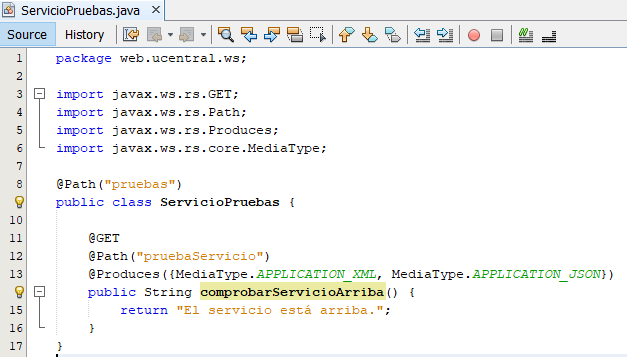 ServicioPruebas.java
Source History
1 package web.ucentral.ws;
2
3 import javax.ws.rs.GET;
4 import javax.ws.rs.Path;
5 import javax.ws.rs.Produces;
6 import javax.ws.rs.core.MediaType;
7
8 @Path("pruebas")
public class ServicioPruebas {
10
11 @GET
12 @Path("pruebaServicio")
13 @Produces({MediaType.APPLICATION_XML, MediaType.APPLICATION_JSON})
public String comprobarServicioArriba() {
15 return "El servicio está arriba.";
16 }
17 }